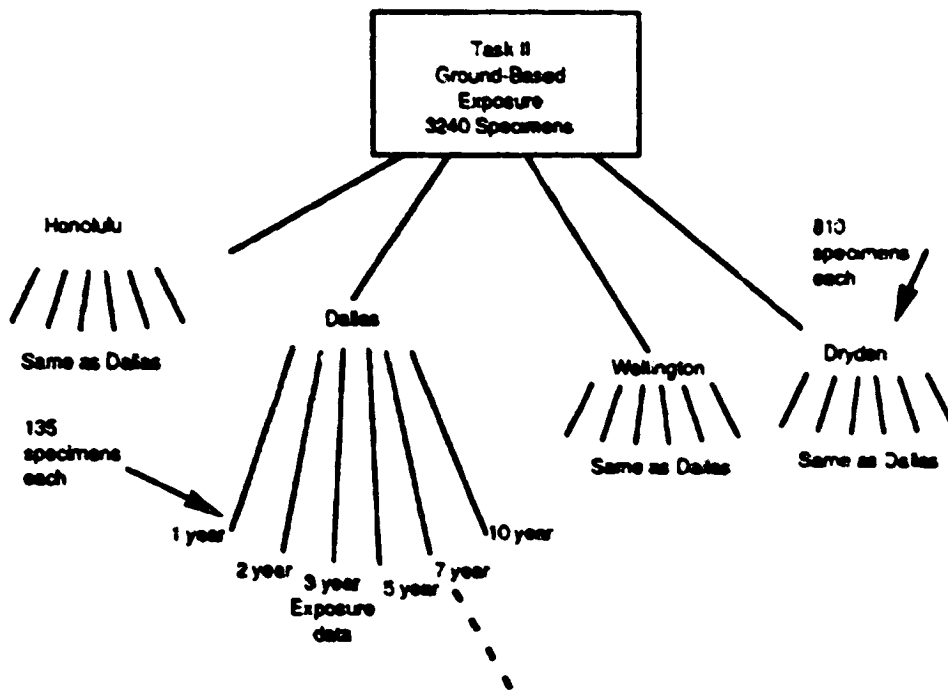 Task II
Ground-Based
Exposure
3240 Specimens
Honolulu
810
specimens
each
Dallas
Same as Dallas
Wellington
Dryden
135
specimens
each
Same as Dallas
Same as Dallas
1 year
10 year
2 year
3 year
5 year
7 year
Exposure
data